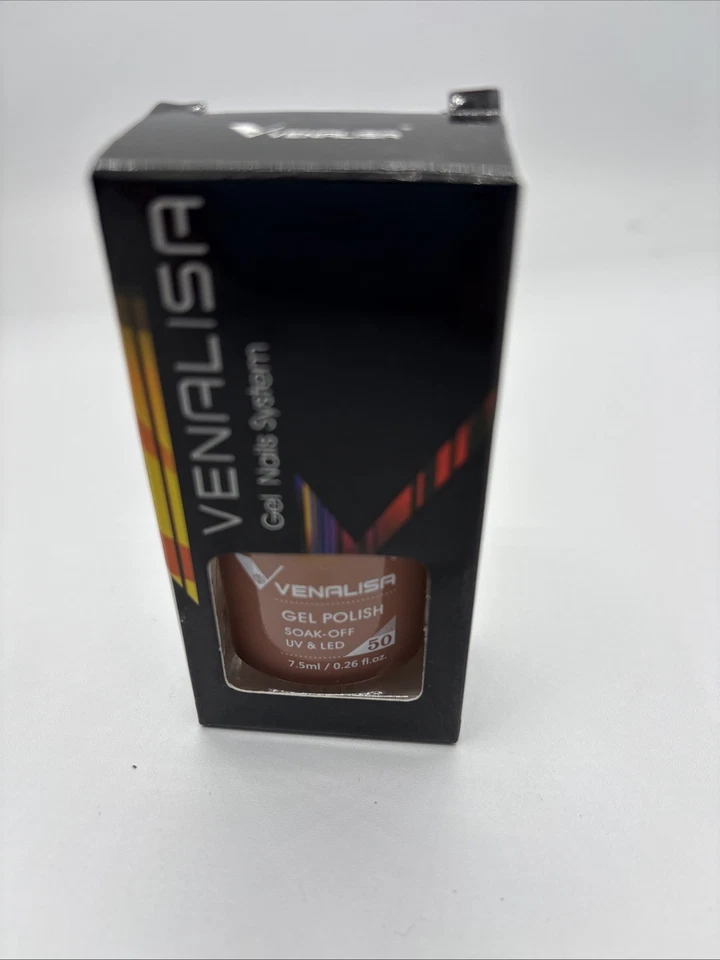 VENALISA
VENALISA
Gel Nails System
VENALISA
GEL POLISH
SOAK-OFF
UV & LED
50
7.5ml / 0.26 fl.oz.